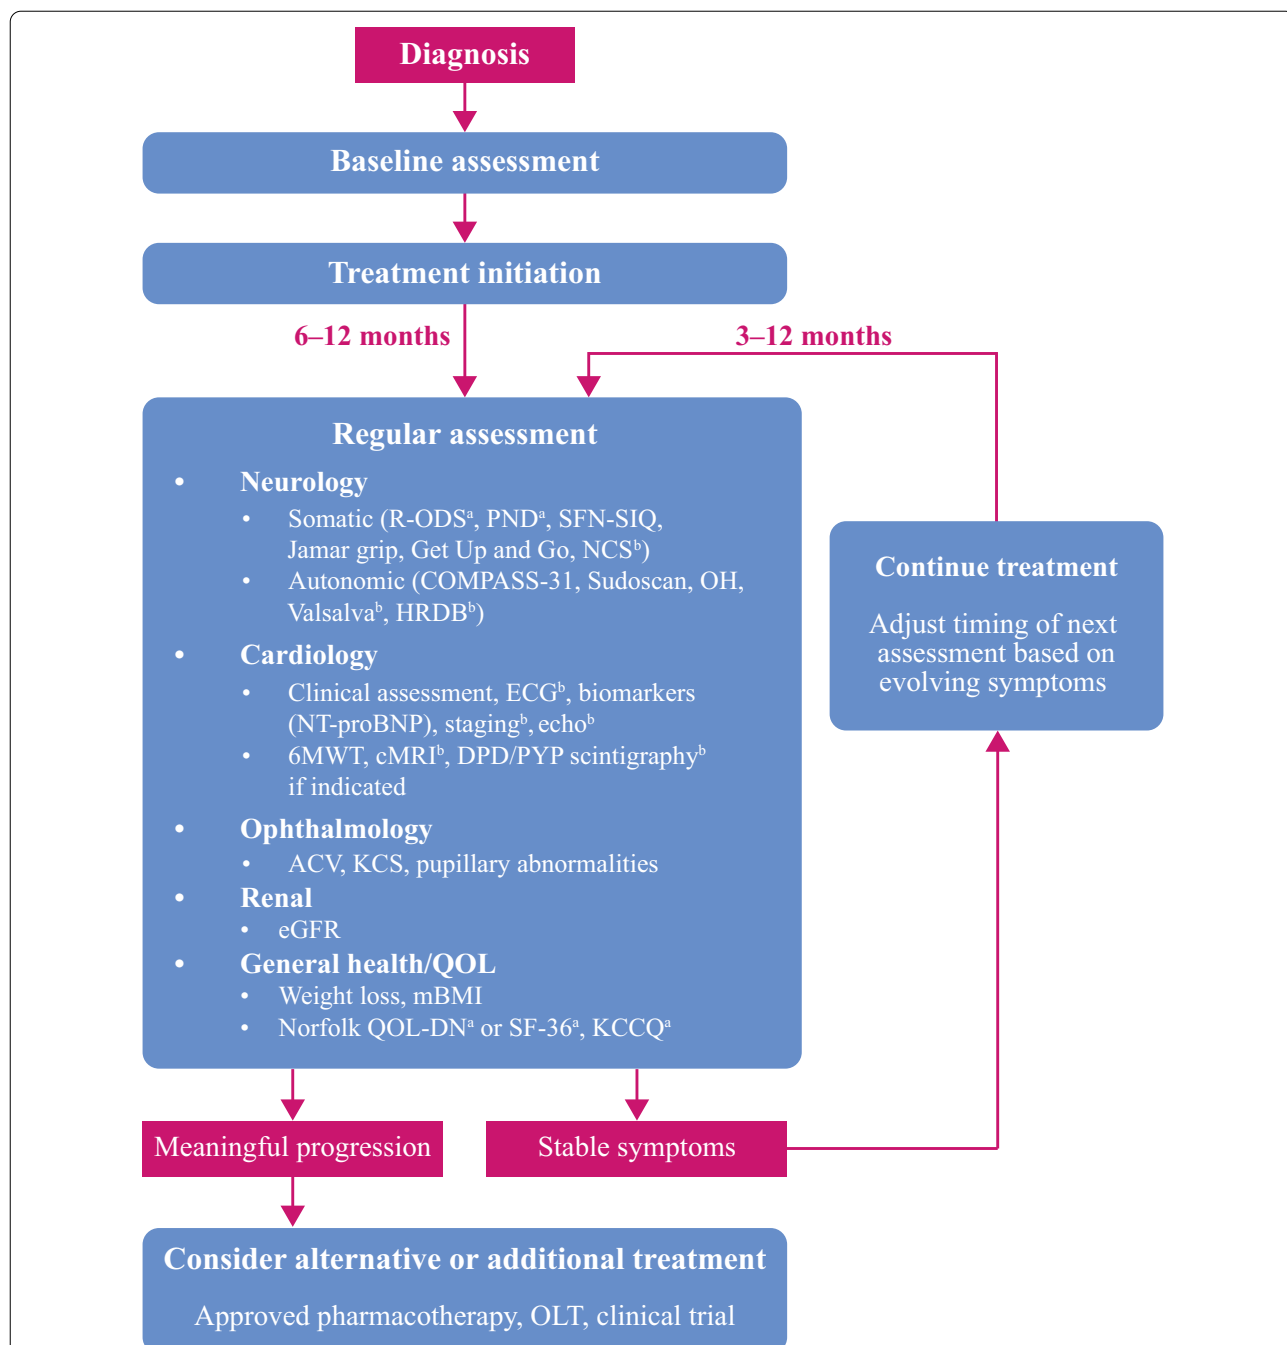 Diagnosis
Baseline assessment
Treatment initiation
6–12 months
3–12 months
Regular assessment
• Neurology
• Somatic (R-ODSᵃ, PNDᵃ, SFN-SIQ,
Jamar grip, Get Up and Go, NCSᵇ)
• Autonomic (COMPASS-31, Sudoscan, OH,
Valsalvaᵇ, HRDBᵇ)
• Cardiology
• Clinical assessment, ECGᵇ, biomarkers
(NT-proBNP), stagingᵇ, echoᵇ
• 6MWT, cMRIᵇ, DPD/PYP scintigraphyᵇ
if indicated
• Ophthalmology
• ACV, KCS, pupillary abnormalities
• Renal
• eGFR
• General health/QOL
• Weight loss, mBMI
• Norfolk QOL-DNᵃ or SF-36ᵃ, KCCQᵃ
Continue treatment
Adjust timing of next
assessment based on
evolving symptoms
Meaningful progression
Stable symptoms
Consider alternative or additional treatment
Approved pharmacotherapy, OLT, clinical trial